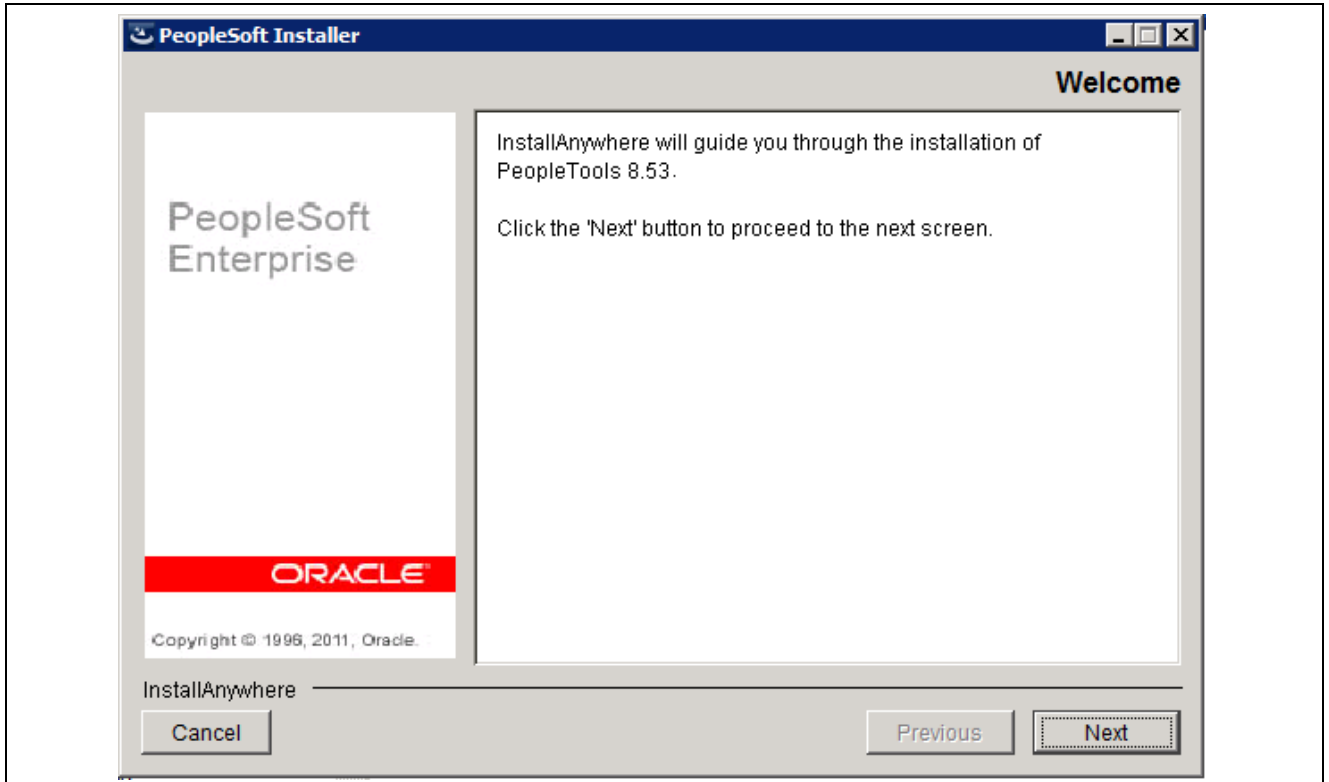 PeopleSoft Installer
Welcome
InstallAnywhere will guide you through the installation of
PeopleTools 8.53.
Click the 'Next' button to proceed to the next screen.
PeopleSoft
Enterprise
ORACLE
Copyright © 1996, 2011, Oracle.
InstallAnywhere
Cancel
Previous
Next